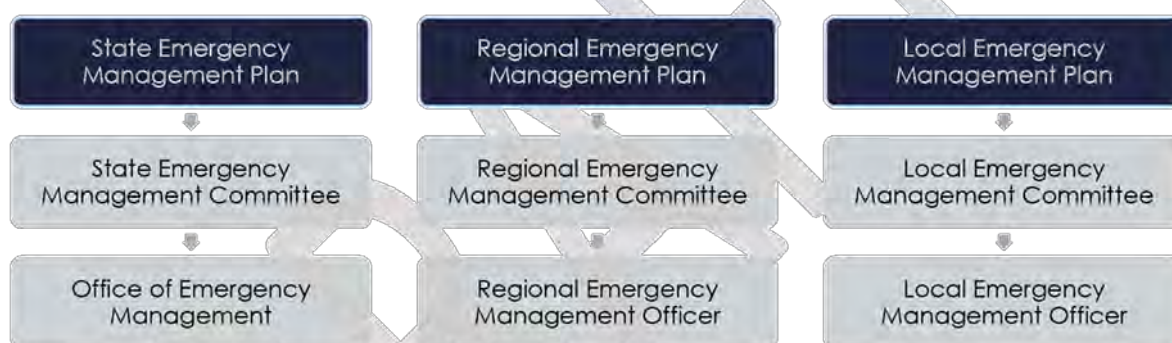 State Emergency
Management Plan
Regional Emergency
Management Plan
Local Emergency
Management Plan
State Emergency
Management Committee
Regional Emergency
Management Committee
Local Emergency
Management Committee
Office of Emergency
Management
Regional Emergency
Management Officer
Local Emergency
Management Officer